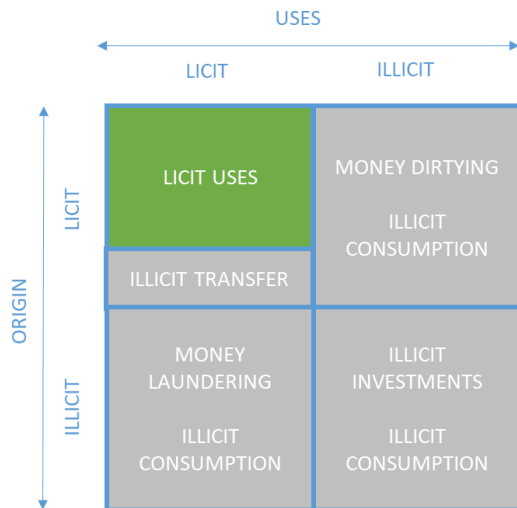 USES
LICIT
ILLICIT
ORIGIN
LICIT
ILLICIT
LICIT USES
ILLICIT TRANSFER
MONEY DIRTYING
ILLICIT
CONSUMPTION
MONEY
LAUNDERING
ILLICIT
CONSUMPTION
ILLICIT
INVESTMENTS
ILLICIT
CONSUMPTION